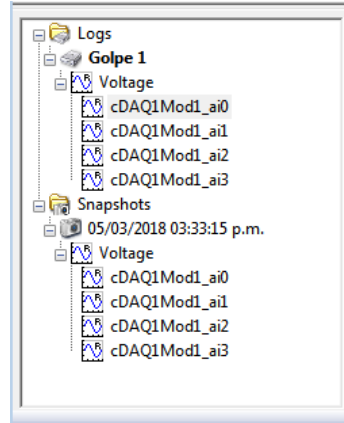 Logs
Golpe 1
Voltage
cDAQ1Mod1_ai0
cDAQ1Mod1_ai1
cDAQ1Mod1_ai2
cDAQ1Mod1_ai3
Snapshots
05/03/2018 03:33:15 p.m.
Voltage
cDAQ1Mod1_ai0
cDAQ1Mod1_ai1
cDAQ1Mod1_ai2
cDAQ1Mod1_ai3